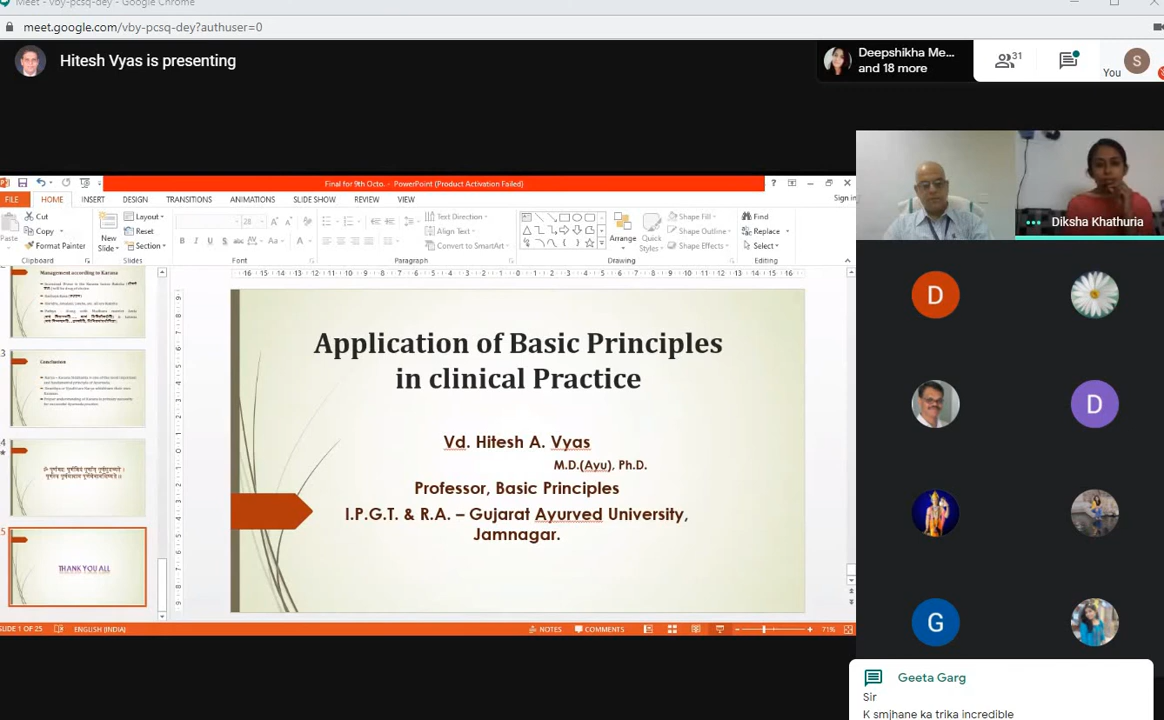 Meet - vby-pcsq-dey - Google Chrome
meet.google.com/vby-pcsq-dey?authuser=0
Hitesh Vyas is presenting
Deepshikha Me...
and 18 more
31
You
S
Final for 9th Octo. - PowerPoint (Product Activation Failed)
FILE HOME INSERT DESIGN TRANSITIONS ANIMATIONS SLIDE SHOW REVIEW VIEW
Sign in
Paste
Cut
Copy
Format Painter
Clipboard
New
Slide
Layout
Reset
Section
Slides
28
Font
Text Direction
Align Text
Convert to SmartArt
Paragraph
Arrange
Quick
Styles
Shape Fill
Shape Outline
Shape Effects
Drawing
Find
Replace
Select
Editing
Management according to Karana
3
Conclusion
4
5
THANK YOU ALL
Application of Basic Principles
in clinical Practice
Vd. Hitesh A. Vyas
M.D.(Ayu), Ph.D.
Professor, Basic Principles
I.P.G.T. & R.A. – Gujarat Ayurved University,
Jamnagar.
SLIDE 1 OF 25 ENGLISH (INDIA)
NOTES COMMENTS
71%
Diksha Khathuria
D
D
G
Geeta Garg
Sir
K smjhane ka trika incredible